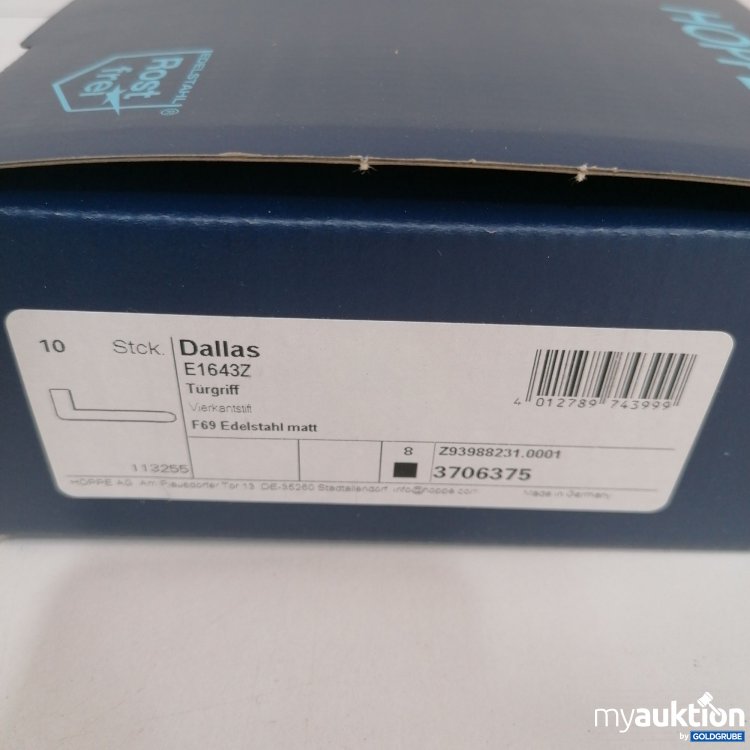 EDELSTAHL
Rost
frei
®
HOPP
10 Stck.
Dallas
E1643Z
Türgriff
Vierkantstift
F69 Edelstahl matt
4 012789 743999
8
Z93988231.0001
113255
3706375
HOPPE AG Am Plausdorfer Tor 13 DE-35260 Stadtallendorf info@hoppe.com Made in Germany
myauktion
by GOLDGRUBE